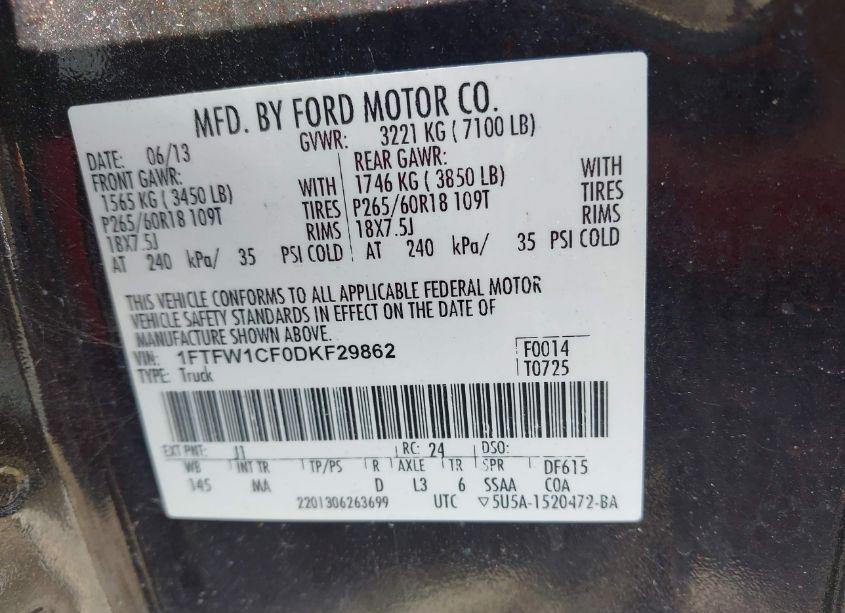 MFD. BY FORD MOTOR CO.
DATE: 06/13 GVWR: 3221 KG ( 7100 LB)
FRONT GAWR: REAR GAWR:
1565 KG ( 3450 LB) WITH 1746 KG ( 3850 LB) WITH
P265/60R18 109T TIRES P265/60R18 109T TIRES
18X7.5J RIMS 18X7.5J RIMS
AT 240 kPa/ 35 PSI COLD AT 240 kPa/ 35 PSI COLD
THIS VEHICLE CONFORMS TO ALL APPLICABLE FEDERAL MOTOR
VEHICLE SAFETY STANDARDS IN EFFECT ON THE DATE OF
MANUFACTURE SHOWN ABOVE.
VIN: 1FTFW1CF0DKF29862 F0014
TYPE: Truck T0725
EXT PNT: J1 RC: 24 DSO:
WB INT TR TP/PS R AXLE TR SPR DF615
145 MA D L3 6 SSAA COA
2201306263699 UTC ▽5U5A-1520472-BA